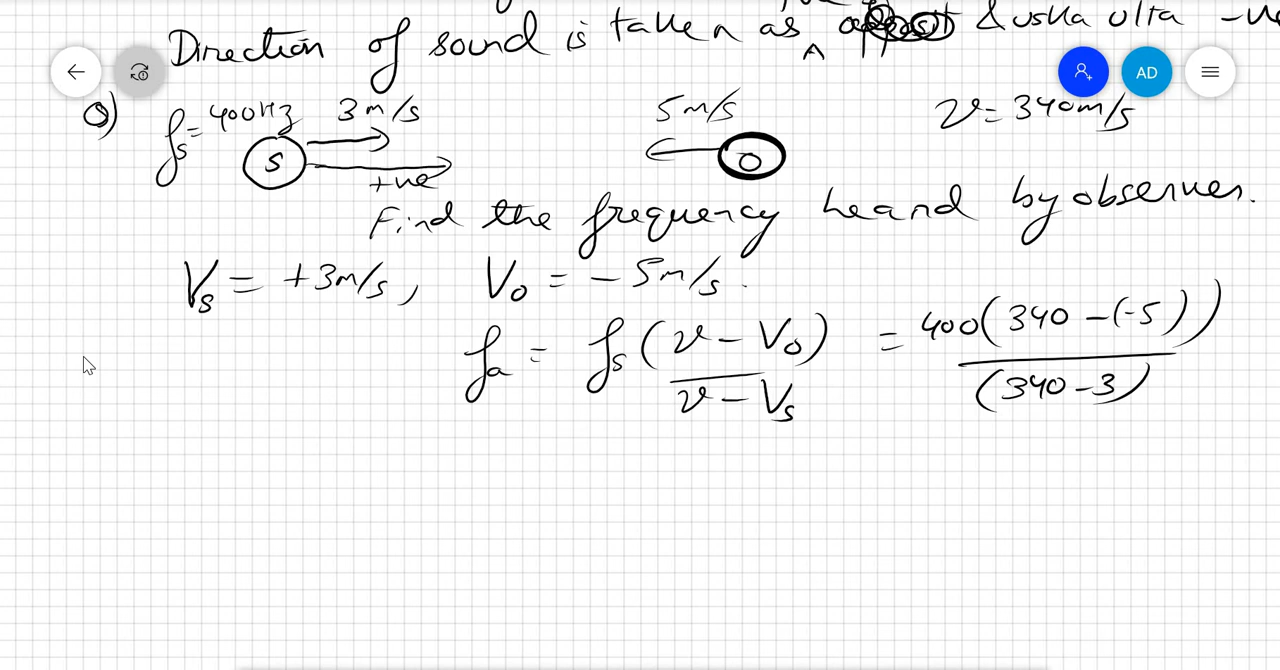 Direction of sound is taken as & uska ulta
AD
Q) fs = 400Hz 3m/s 5m/s v = 340m/s
S O
+ve
Find the frequency heard by observer.
Vs = +3m/s, Vo = -5m/s.
fa = fs (v - Vo) / (v - Vs) = 400(340 - (-5)) / (340 - 3)